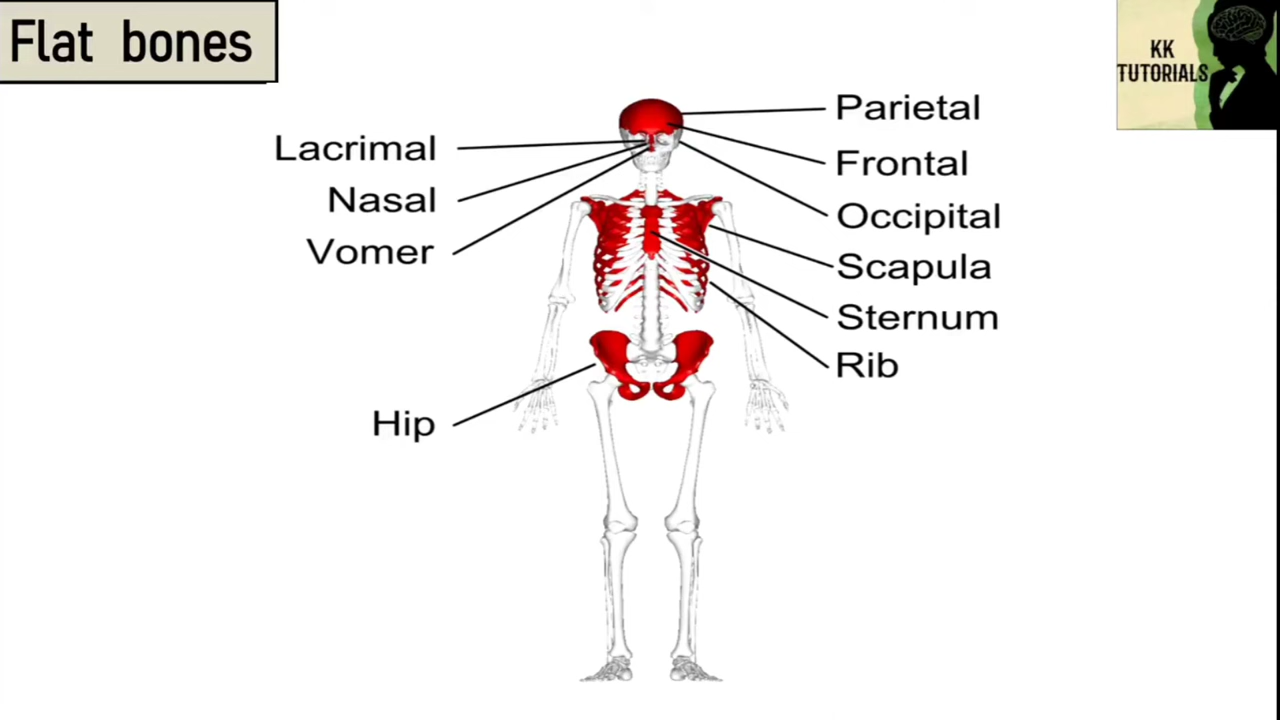 Flat bones
KK
TUTORIALS
Lacrimal
Nasal
Vomer
Hip
Parietal
Frontal
Occipital
Scapula
Sternum
Rib